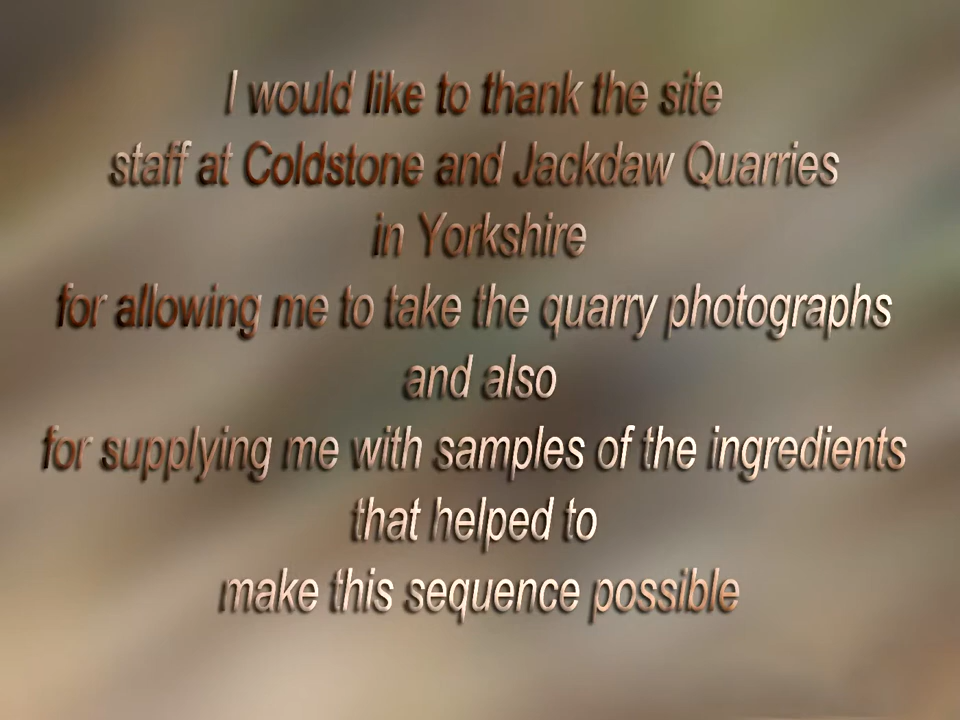 I would like to thank the site
staff at Coldstone and Jackdaw Quarries
in Yorkshire
for allowing me to take the quarry photographs
and also
for supplying me with samples of the ingredients
that helped to
make this sequence possible